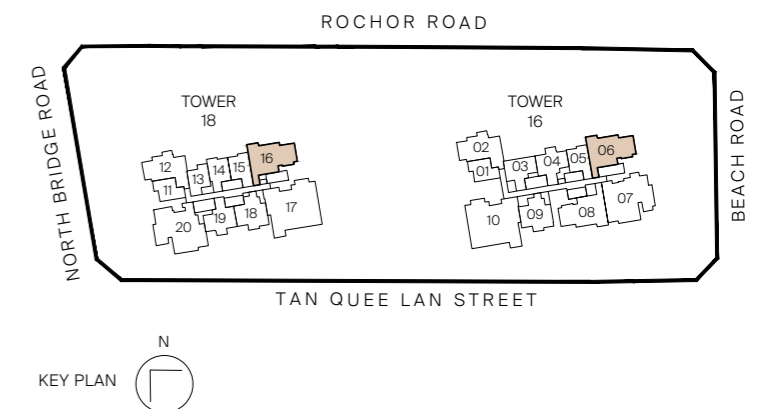 ROCHOR ROAD
NORTH BRIDGE ROAD
BEACH ROAD
TOWER
18
TOWER
16
12
11
13
14
15
16
20
19
18
17
02
01
03
04
05
06
10
09
08
07
TAN QUEE LAN STREET
N
KEY PLAN